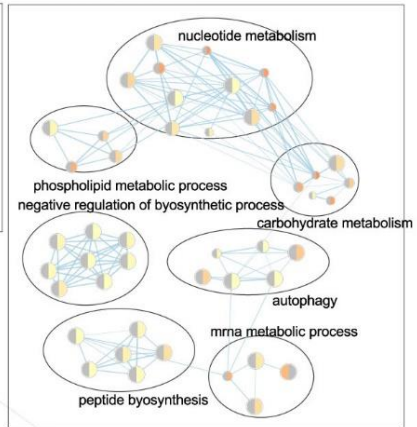 nucleotide metabolism
phospholipid metabolic process
negative regulation of byosynthetic process
carbohydrate metabolism
autophagy
mrna metabolic process
peptide byosynthesis